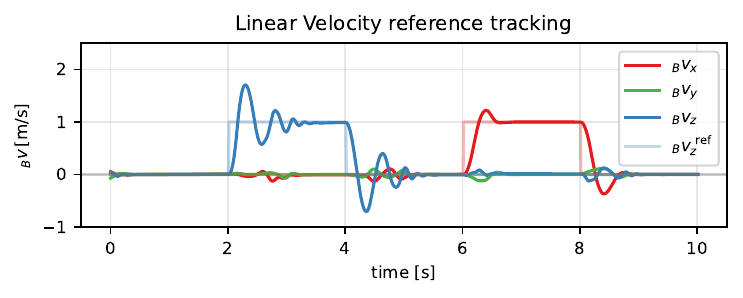 Linear Velocity reference tracking
Bv [m/s]
2
1
0
−1
Bvx
Bvy
Bvz
Bvz ref
0 2 4 6 8 10
time [s]